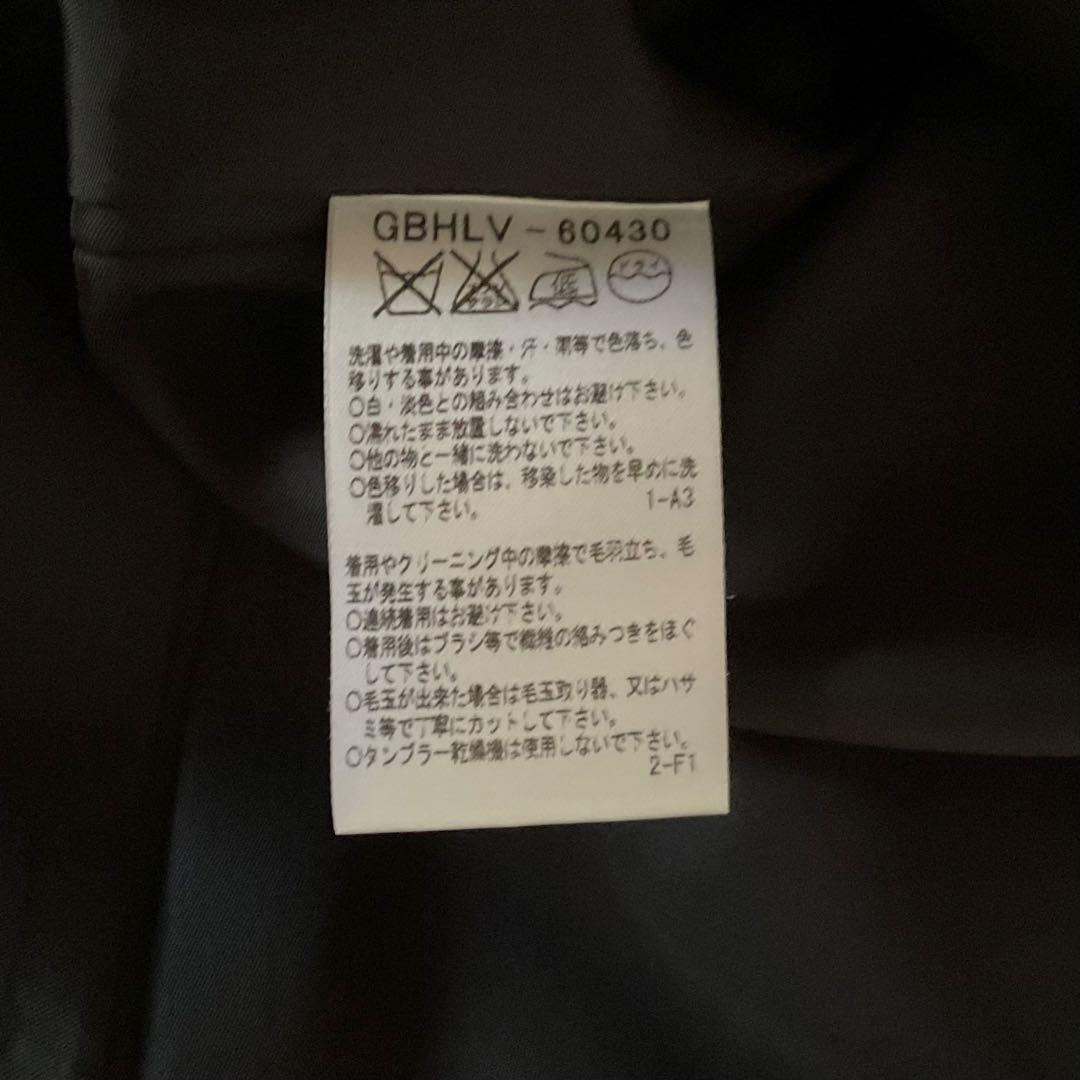 GBHLV-60430
エンソ
サラシ
低
ドライ
洗濯や着用中の摩擦・汗・雨等で色落ち、色
移りする事があります。
○白・淡色との組み合わせはお避け下さい。
○濡れたまま放置しないで下さい。
○他の物と一緒に洗わないで下さい。
○色移りした場合は、移染した物を早めに洗
濯して下さい。
1-A3
着用やクリーニング中の摩擦で毛羽立ち、毛
玉が発生する事があります。
○連続着用はお避け下さい。
○着用後はブラシ等で繊維の絡みつきをほぐ
して下さい。
○毛玉が出来た場合は毛玉取り器、又はハサ
ミ等で丁寧にカットして下さい。
○タンブラー乾燥機は使用しないで下さい。
2-F1